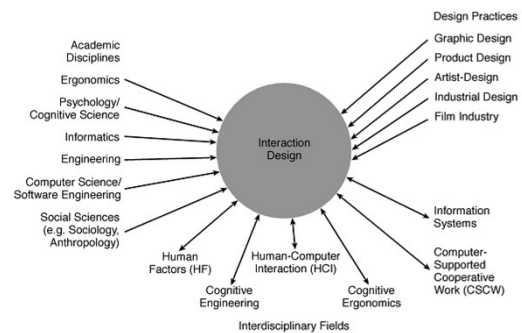 Academic
Disciplines
Ergonomics
Psychology/
Cognitive Science
Informatics
Engineering
Computer Science/
Software Engineering
Social Sciences
(e.g. Sociology,
Anthropology)
Interaction
Design
Design Practices
Graphic Design
Product Design
Artist-Design
Industrial Design
Film Industry
Information
Systems
Computer-
Supported
Cooperative
Work (CSCW)
Human
Factors (HF)
Cognitive
Engineering
Human-Computer
Interaction (HCI)
Cognitive
Ergonomics
Interdisciplinary Fields